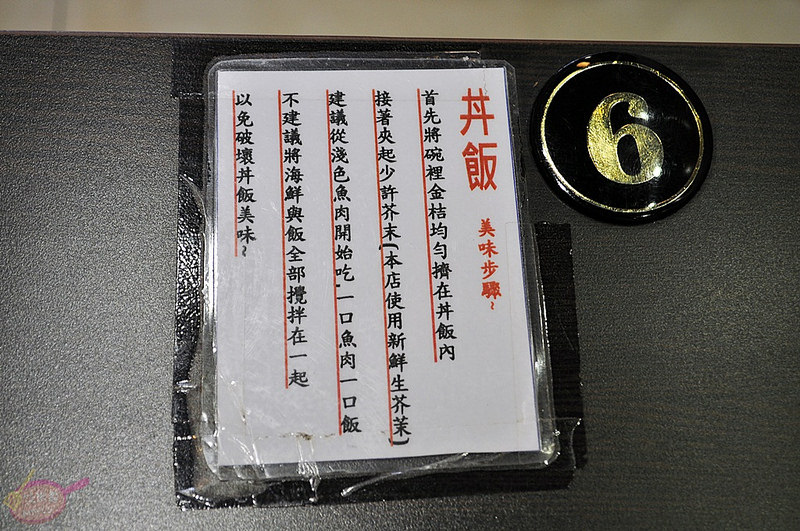 丼飯 美味步驟~
首先將碗裡金桔均勻擠在丼飯內
接著夾起少許芥末(本店使用新鮮生芥茉)
建議從淺色魚肉開始吃,一口魚肉一口飯
不建議將海鮮與飯全部攪拌在一起
以免破壞丼飯美味~
6